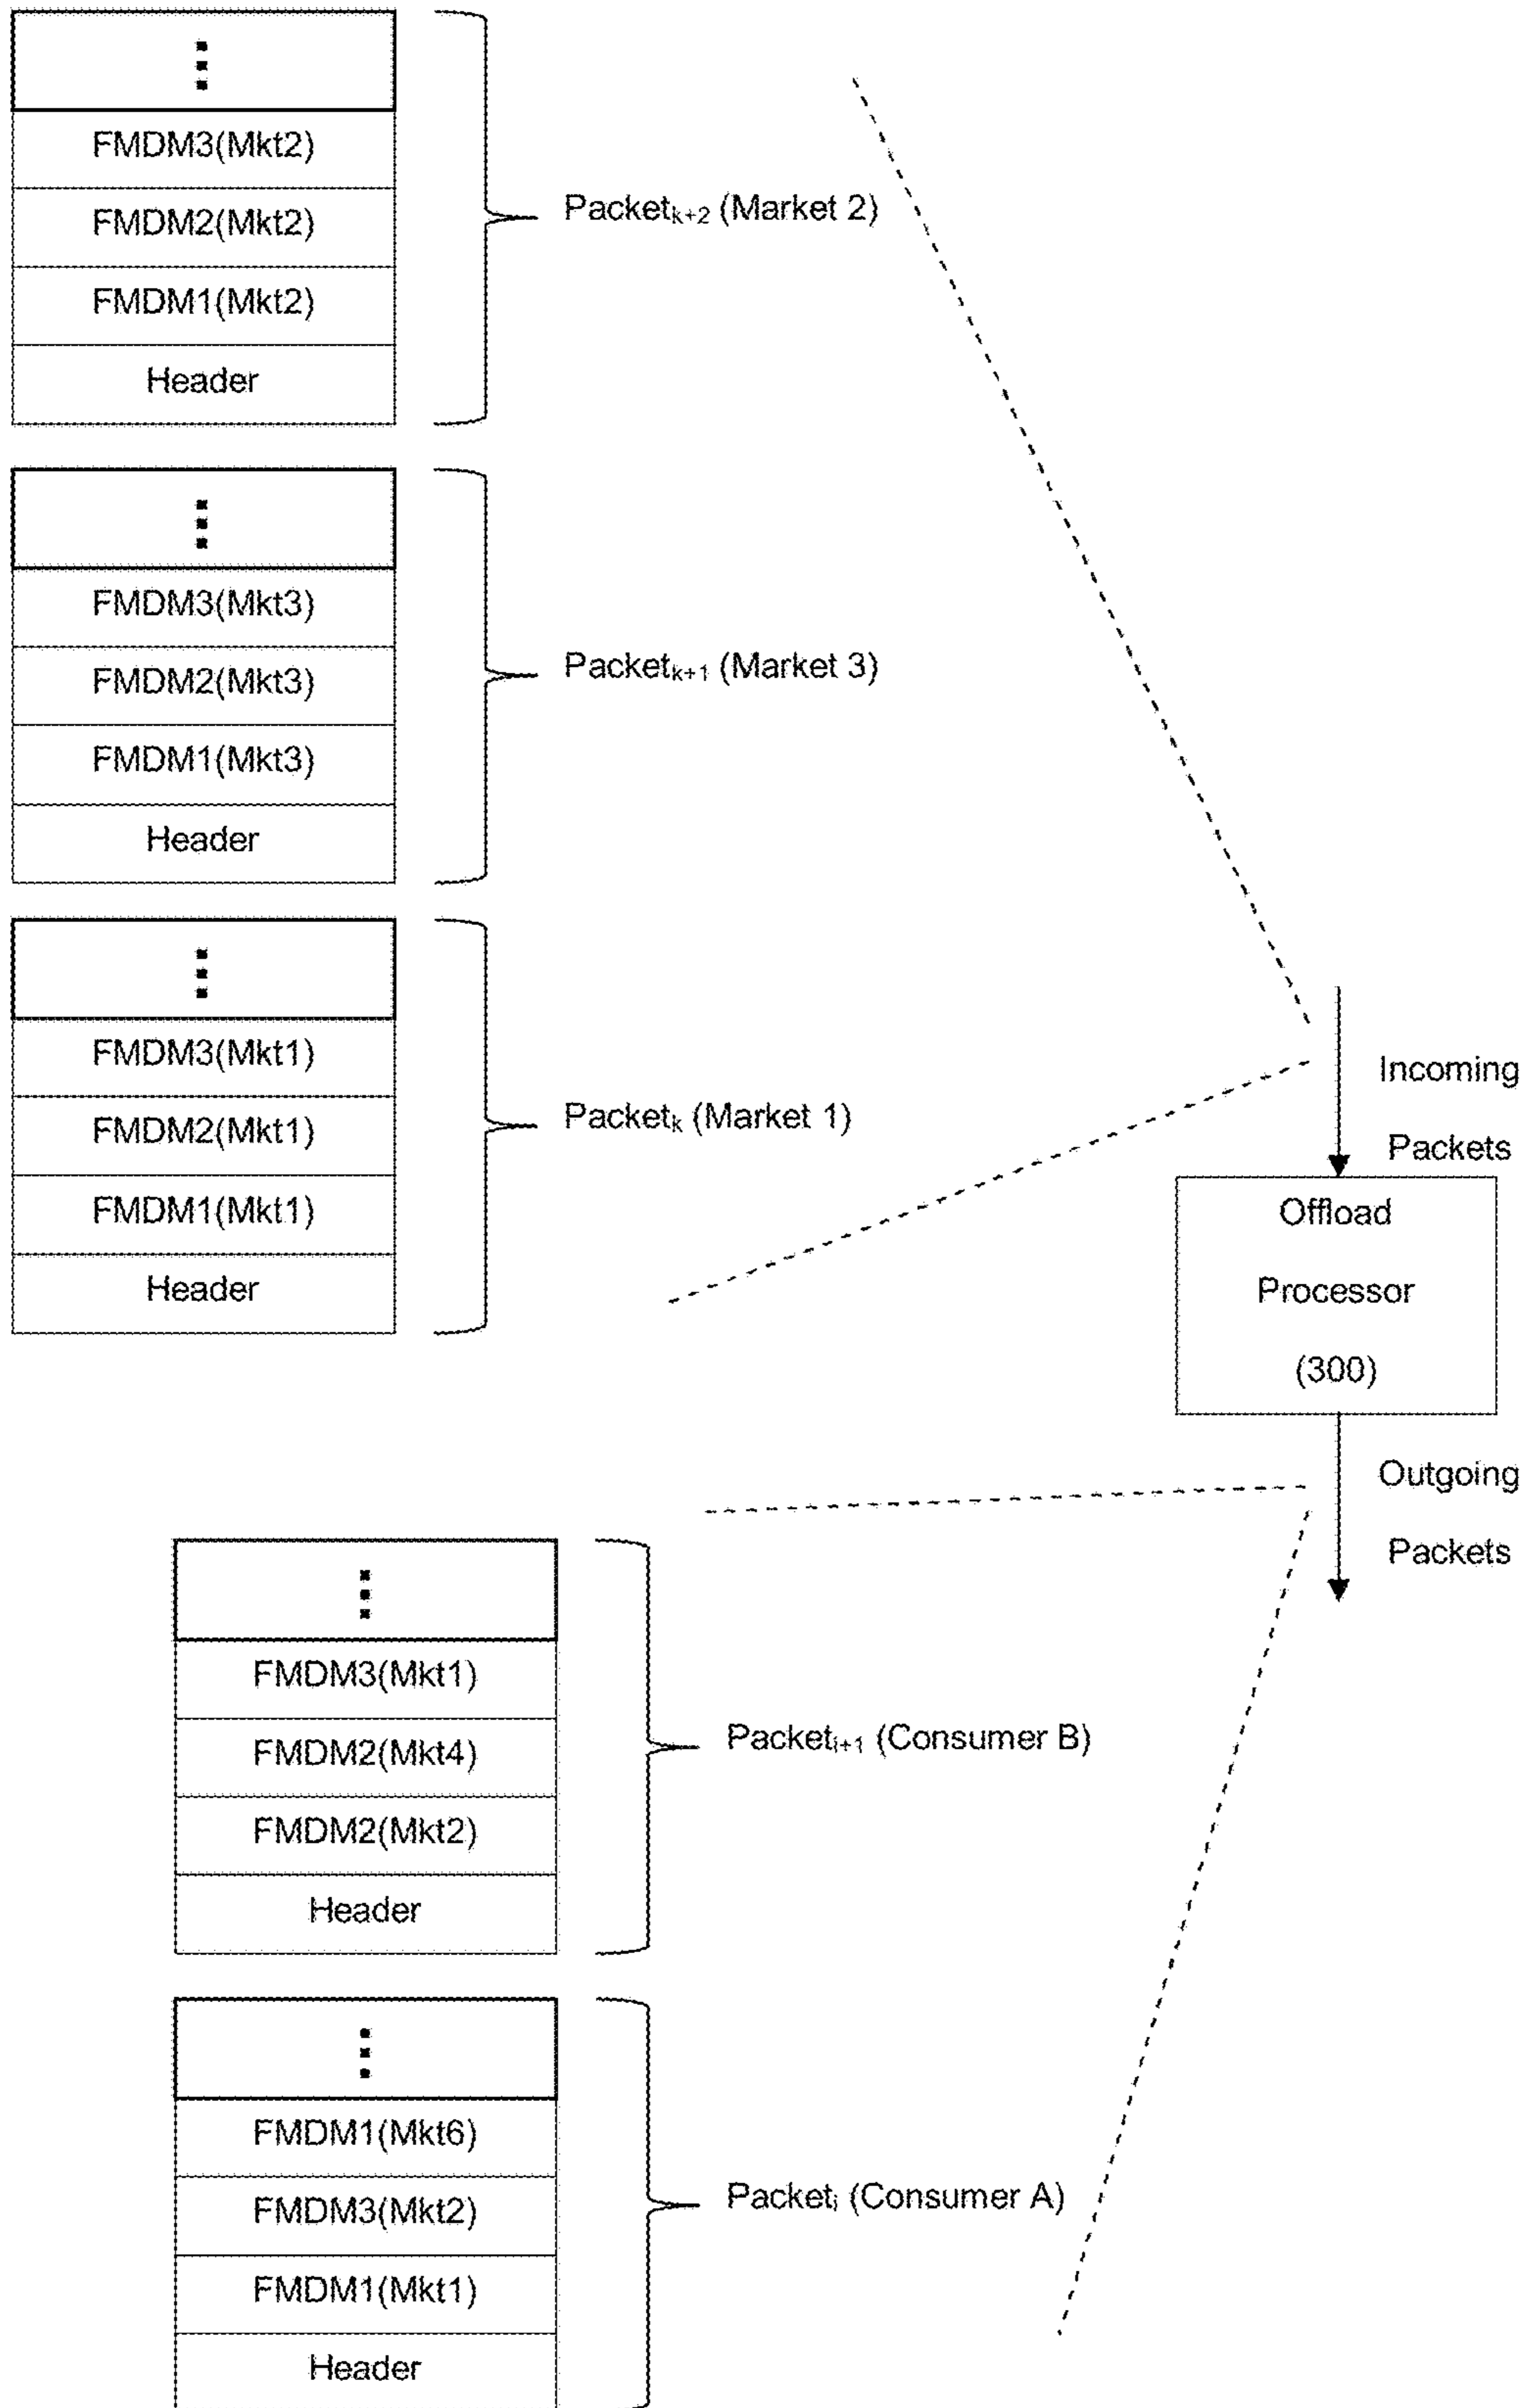 FMDM3(Mkt2)
FMDM2(Mkt2)
FMDM1(Mkt2)
Header
Packetk+2 (Market 2)
FMDM3(Mkt3)
FMDM2(Mkt3)
FMDM1(Mkt3)
Header
Packetk+1 (Market 3)
FMDM3(Mkt1)
FMDM2(Mkt1)
FMDM1(Mkt1)
Header
Packetk (Market 1)
Incoming
Packets
Offload
Processor
(300)
Outgoing
Packets
FMDM3(Mkt1)
FMDM2(Mkt4)
FMDM2(Mkt2)
Header
Packeti+1 (Consumer B)
FMDM1(Mkt6)
FMDM3(Mkt2)
FMDM1(Mkt1)
Header
Packeti (Consumer A)